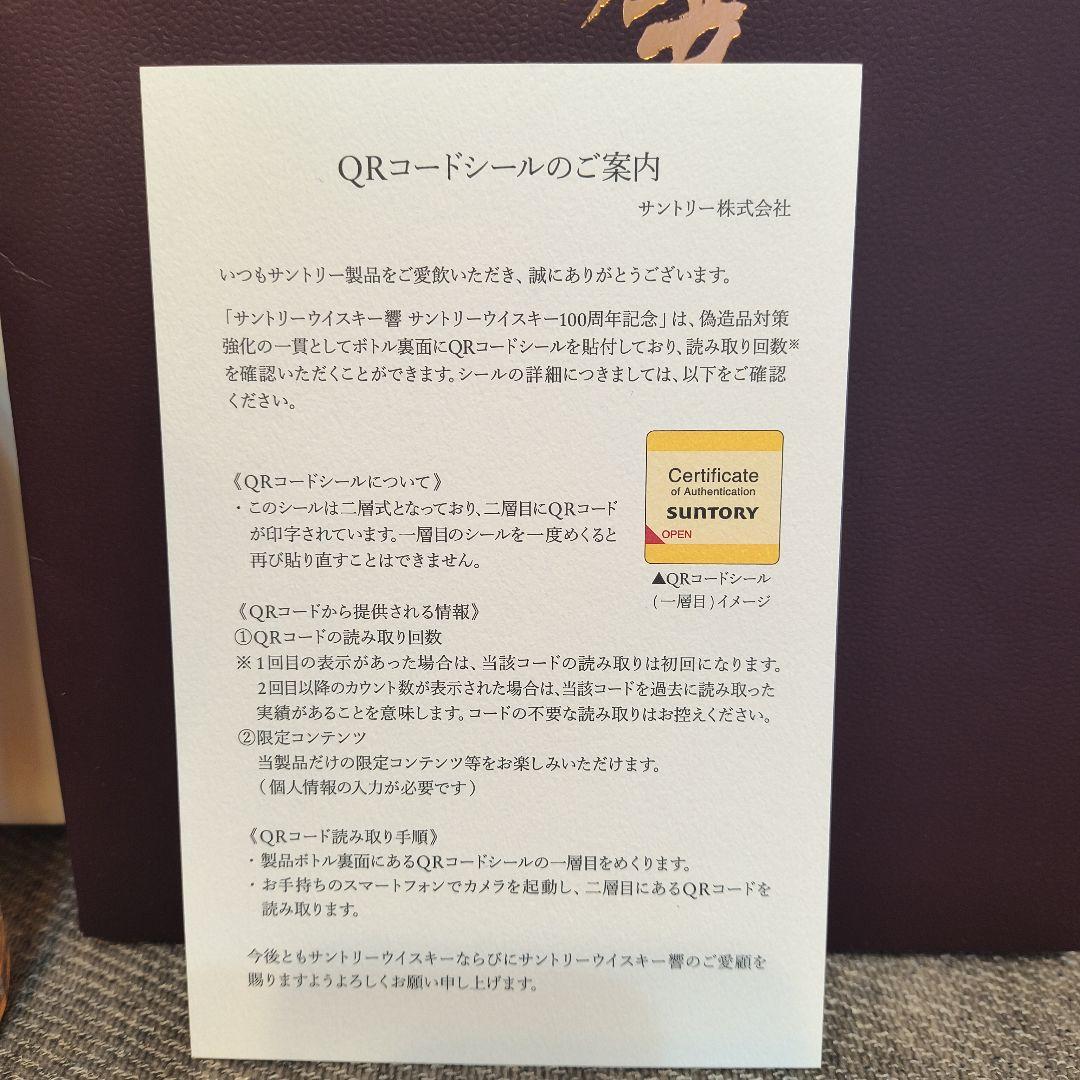 QRコードシールのご案内
サントリー株式会社
いつもサントリー製品をご愛飲いただき、誠にありがとうございます。
「サントリーウイスキー響 サントリーウイスキー100周年記念」は、偽造品対策
強化の一貫としてボトル裏面にQRコードシールを貼付しており、読み取り回数※
を確認いただくことができます。シールの詳細につきましては、以下をご確認
ください。
《QRコードシールについて》
・このシールは二層式となっており、二層目にQRコード
が印字されています。一層目のシールを一度めくると
再び貼り直すことはできません。
Certificate
of Authentication
SUNTORY
OPEN
▲QRコードシール
(一層目)イメージ
《QRコードから提供される情報》
①QRコードの読み取り回数
※1回目の表示があった場合は、当該コードの読み取りは初回になります。
2回目以降のカウント数が表示された場合は、当該コードを過去に読み取った
実績があることを意味します。コードの不要な読み取りはお控えください。
②限定コンテンツ
当製品だけの限定コンテンツ等をお楽しみいただけます。
(個人情報の入力が必要です)
《QRコード読み取り手順》
・製品ボトル裏面にあるQRコードシールの一層目をめくります。
・お手持ちのスマートフォンでカメラを起動し、二層目にあるQRコードを
読み取ります。
今後ともサントリーウイスキーならびにサントリーウイスキー響のご愛顧を
賜りますようよろしくお願い申し上げます。